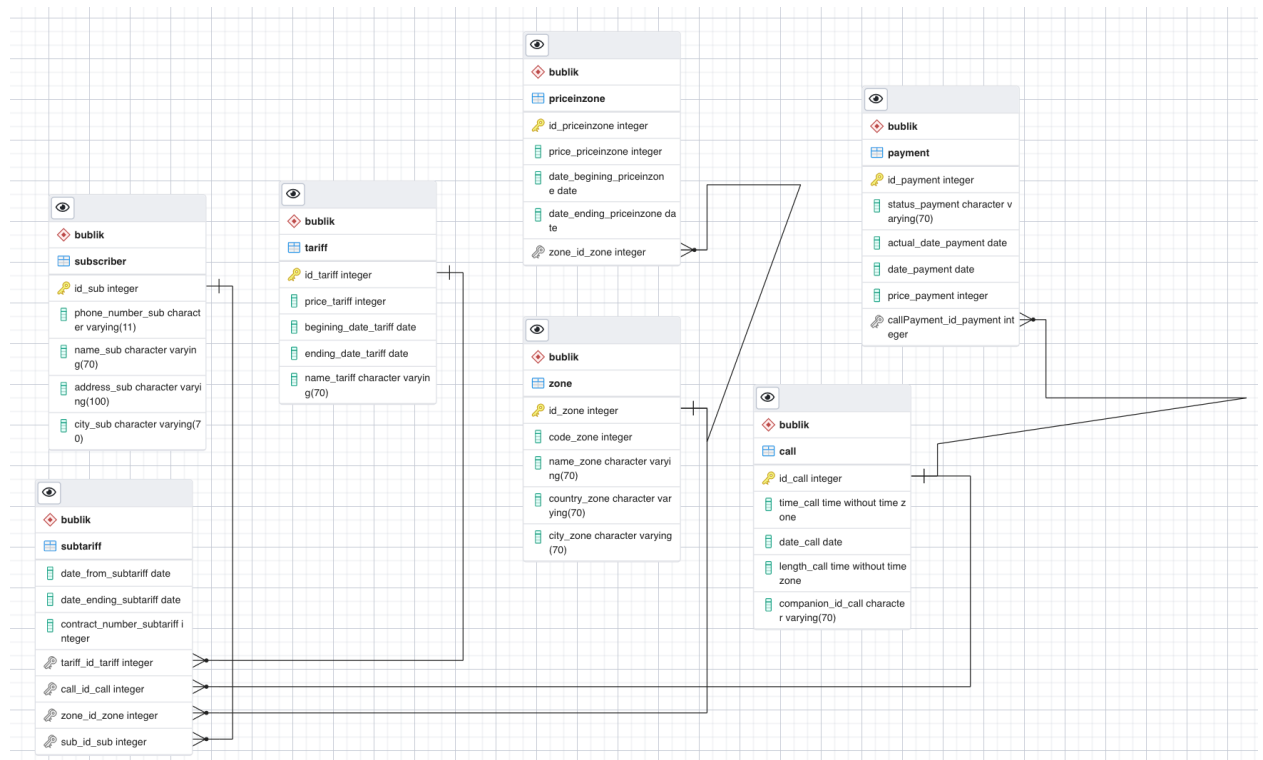 bublik
priceinzone
id_priceinzone integer
price_priceinzone integer
date_begining_priceinzon
e date
date_ending_priceinzone da
te
zone_id_zone integer
bublik
payment
id_payment integer
status_payment character v
arying(70)
actual_date_payment date
date_payment date
price_payment integer
callPayment_id_payment int
eger
bublik
subscriber
id_sub integer
phone_number_sub charact
er varying(11)
name_sub character varyin
g(70)
address_sub character varyi
ng(100)
city_sub character varying(7
0)
bublik
tariff
id_tariff integer
price_tariff integer
begining_date_tariff date
ending_date_tariff date
name_tariff character varyin
g(70)
bublik
zone
id_zone integer
code_zone integer
name_zone character varyi
ng(70)
country_zone character var
ying(70)
city_zone character varying
(70)
bublik
call
id_call integer
time_call time without time z
one
date_call date
length_call time without time
zone
companion_id_call characte
r varying(70)
bublik
subtariff
date_from_subtariff date
date_ending_subtariff date
contract_number_subtariff i
nteger
tariff_id_tariff integer
call_id_call integer
zone_id_zone integer
sub_id_sub integer